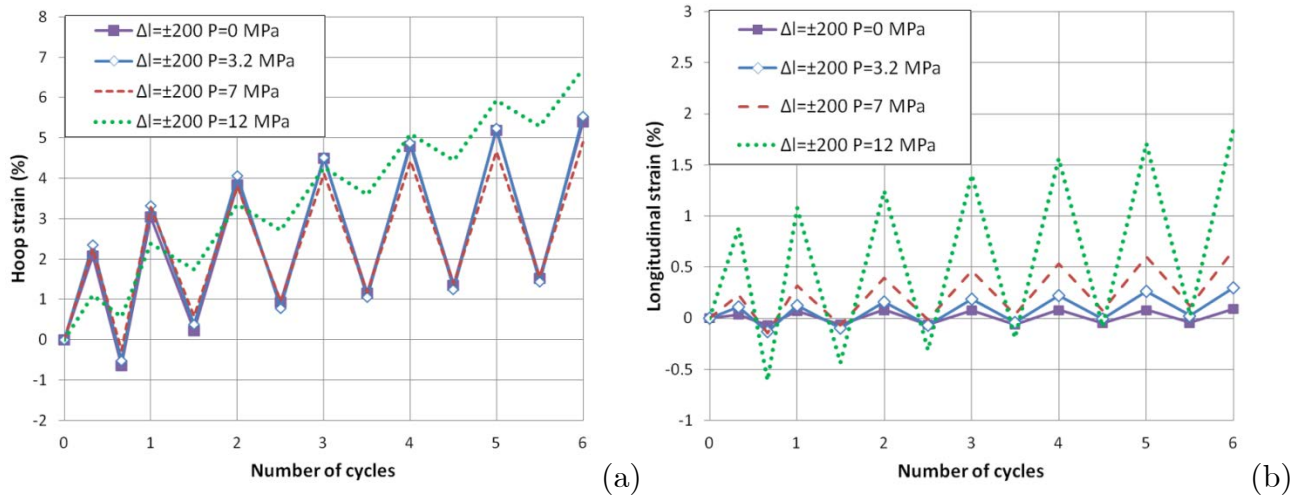 8
7
6
5
4
3
2
1
0
-1
-2
Hoop strain (%)
Δl=±200 P=0 MPa
Δl=±200 P=3.2 MPa
Δl=±200 P=7 MPa
Δl=±200 P=12 MPa
0 1 2 3 4 5 6
Number of cycles
(a)
3
2.5
2
1.5
1
0.5
0
-0.5
-1
Longitudinal strain (%)
Δl=±200 P=0 MPa
Δl=±200 P=3.2 MPa
Δl=±200 P=7 MPa
Δl=±200 P=12 MPa
0 1 2 3 4 5 6
Number of cycles
(b)